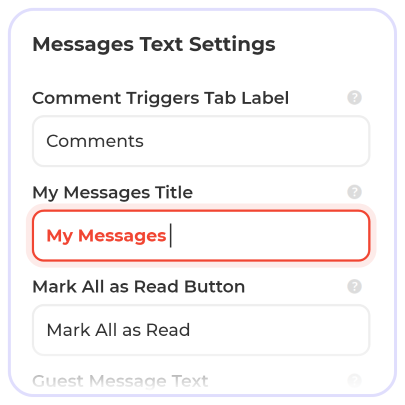 Messages Text Settings
Comment Triggers Tab Label
Comments
My Messages Title
My Messages
Mark All as Read Button
Mark All as Read
Guest Message Text